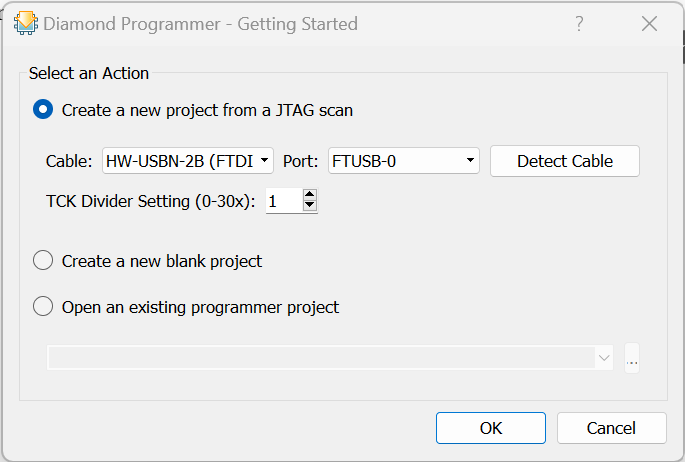 Diamond Programmer - Getting Started ?
Select an Action
Create a new project from a JTAG scan
Cable: HW-USBN-2B (FTDI Port: FTUSB-0 Detect Cable
TCK Divider Setting (0-30x): 1
Create a new blank project
Open an existing programmer project
...
OK Cancel